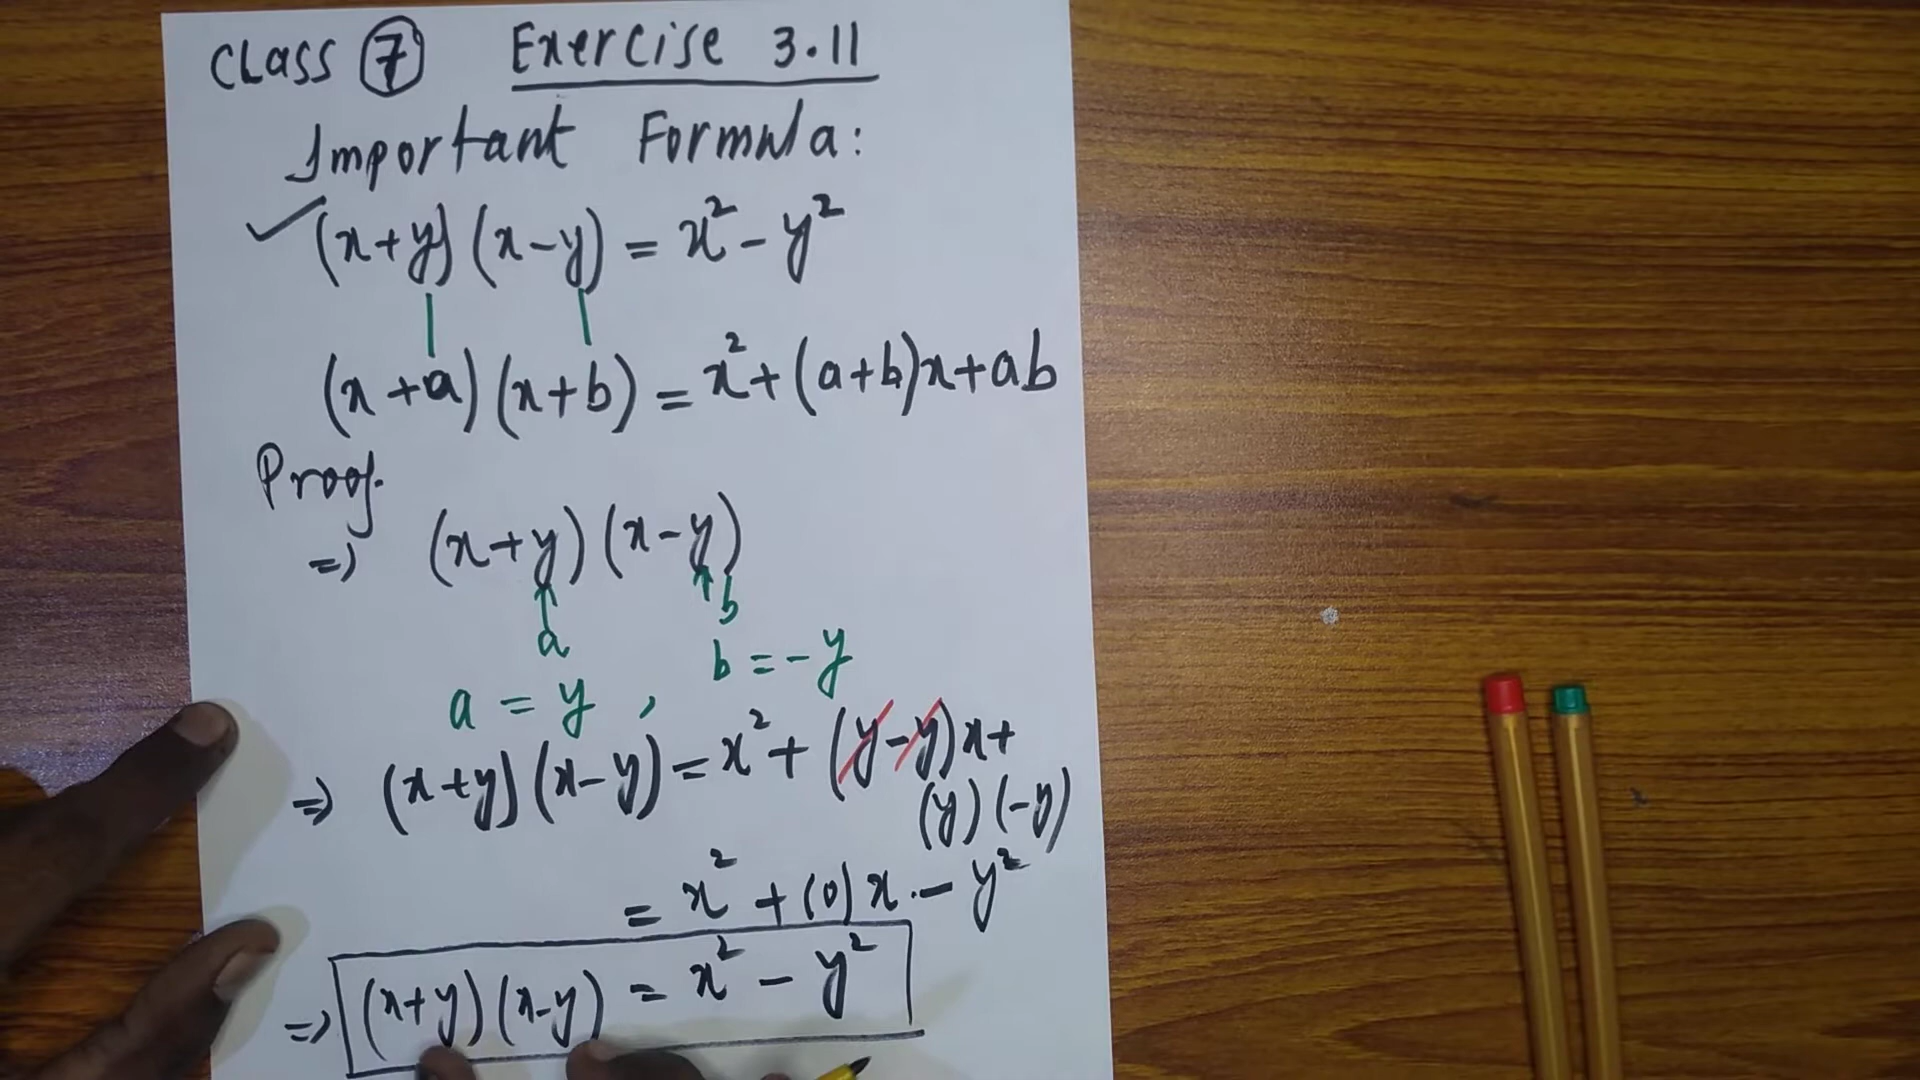 CLass 7 Exercise 3.11
Important Formula:
✓(x+y)(x-y) = x² - y²
(x+a)(x+b) = x² + (a+b)x+ab
Proof.
=> (x+y)(x-y)
a b
a = y , b = -y
=> (x+y)(x-y) = x² + (y-y)x+
(y)(-y)
= x² + (0)x - y²
=> (x+y)(x-y) = x² - y²